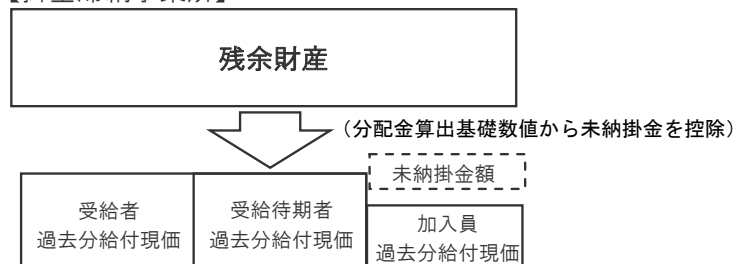 残余財産
（分配金算出基礎数値から未納掛金を控除）
未納掛金額
受給者
過去分給付現価
受給待期者
過去分給付現価
加入員
過去分給付現価